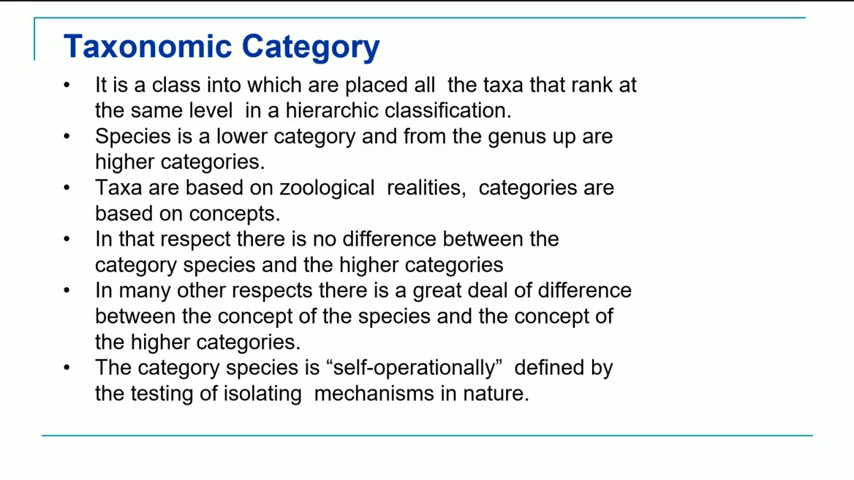 Taxonomic Category
• It is a class into which are placed all the taxa that rank at
the same level in a hierarchic classification.
• Species is a lower category and from the genus up are
higher categories.
• Taxa are based on zoological realities, categories are
based on concepts.
• In that respect there is no difference between the
category species and the higher categories
• In many other respects there is a great deal of difference
between the concept of the species and the concept of
the higher categories.
• The category species is “self-operationally” defined by
the testing of isolating mechanisms in nature.